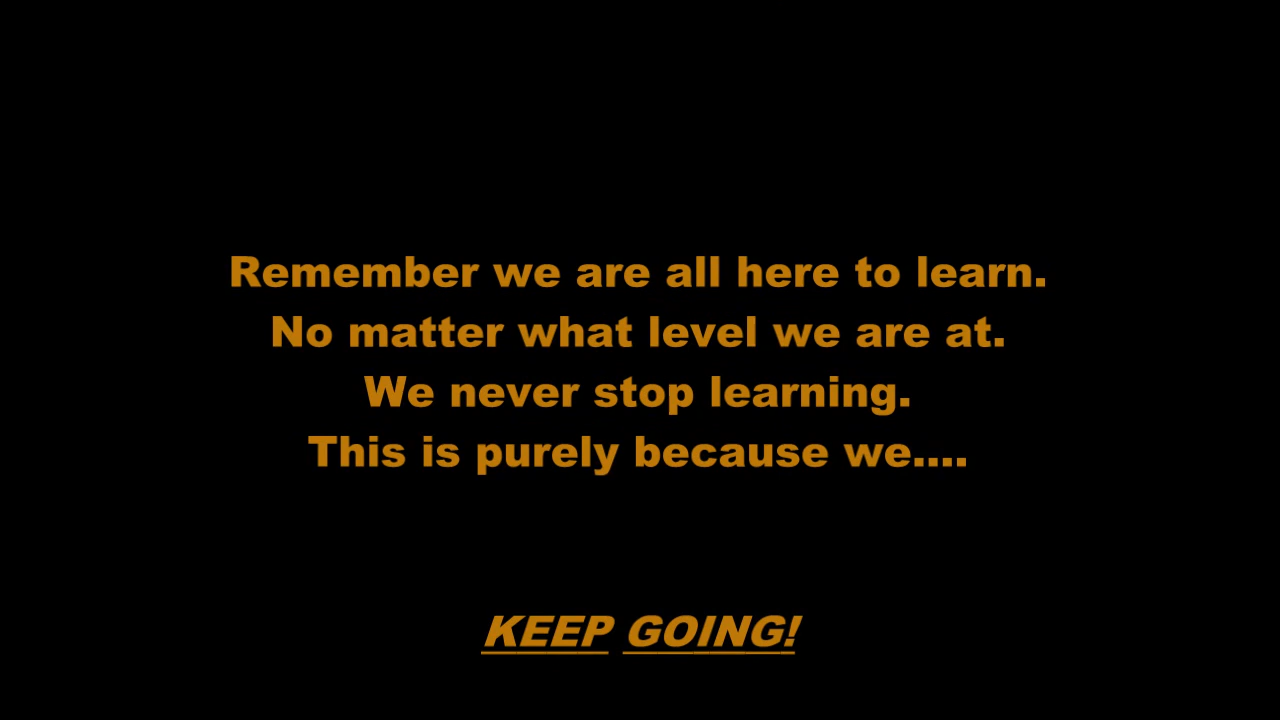 Remember we are all here to learn.
No matter what level we are at.
We never stop learning.
This is purely because we....
KEEP GOING!